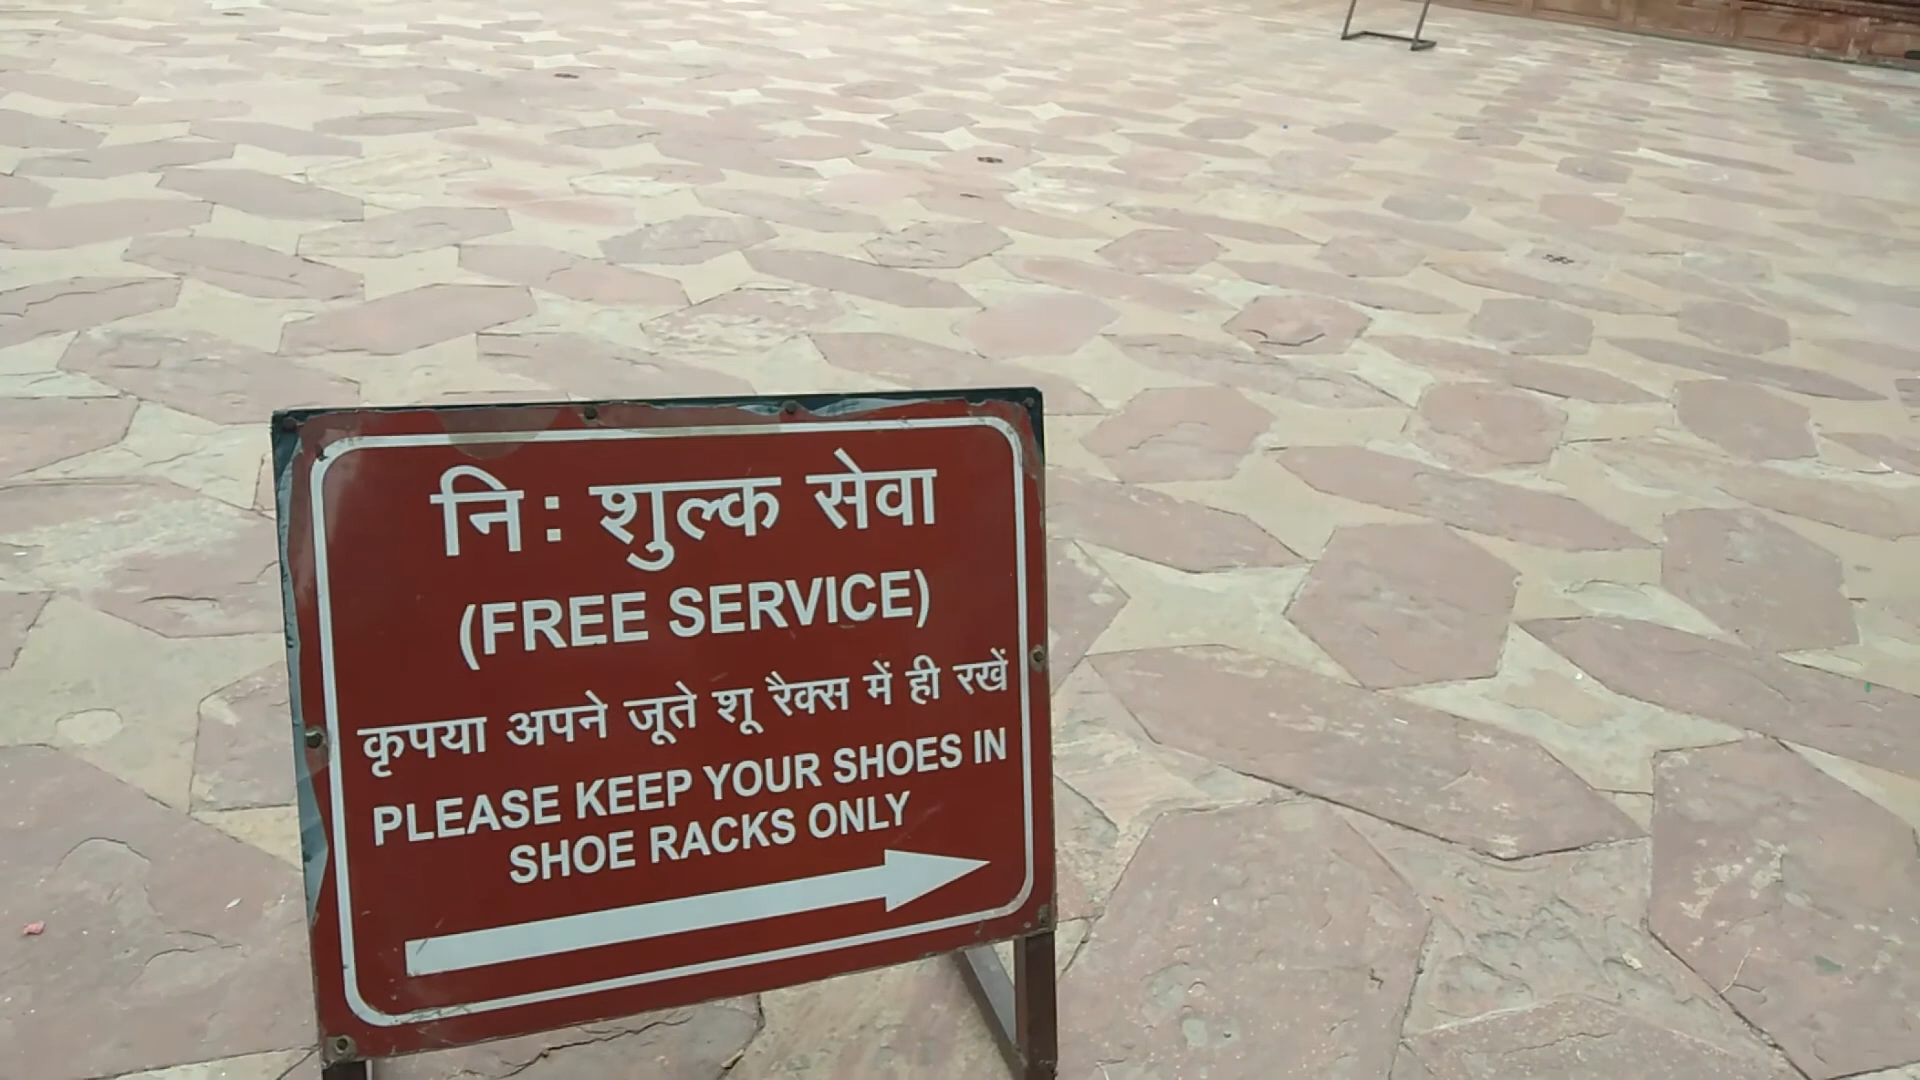 नि: शुल्क सेवा
(FREE SERVICE)
कृपया अपने जूते शू रैक्स में ही रखें
PLEASE KEEP YOUR SHOES IN
SHOE RACKS ONLY